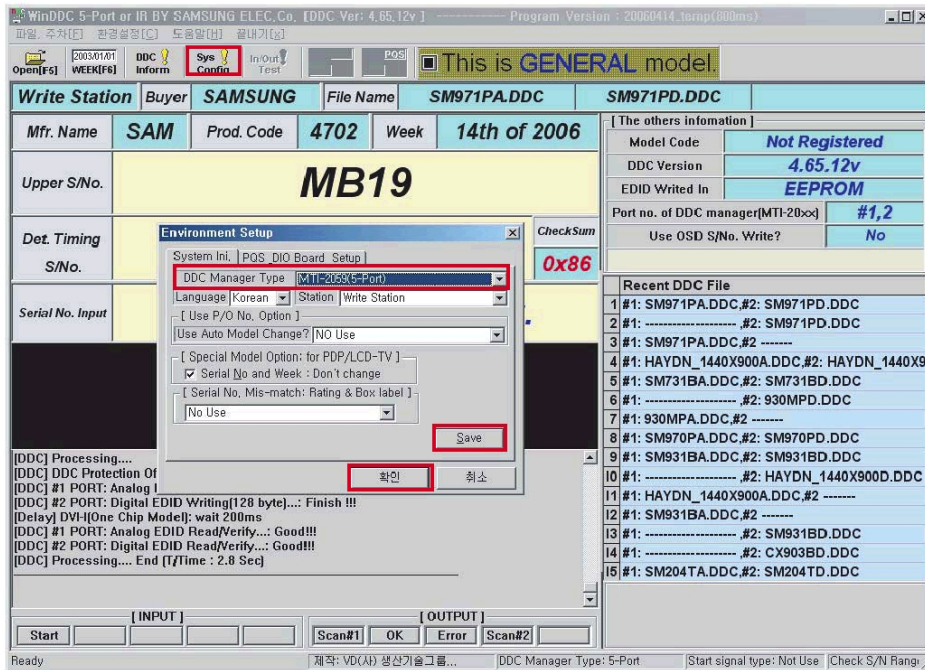 WinDDC 5-Port or IR BY SAMSUNG ELEC,Co, [DDC Ver: 4,65,12v ] ---------- Program Version : 20060414_temp(800ms)
파일, 주차[F] 환경설정[C] 도움말[H] 끝내기[x]
Open[F5] 2003/01/01 WEEK[F6] DDC Inform Sys Config In/Out Test PQS This is GENERAL model.
Write Station Buyer SAMSUNG File Name SM971PA.DDC SM971PD.DDC
Mfr. Name SAM Prod. Code 4702 Week 14th of 2006
Upper S/No. MB19
Det. Timing S/No.
CheckSum
0x86
Serial No. Input
[ The others infomation ]
Model Code Not Registered
DDC Version 4.65.12v
EDID Writed In EEPROM
Port no. of DDC manager(MTI-20xx) #1,2
Use OSD S/No. Write? No
Environment Setup
System Ini, PQS_DIO Board Setup
DDC Manager Type MTI-2059(5-Port)
Language Korean Station Write Station
[ Use P/O No, Option ]
Use Auto Model Change? NO Use
[ Special Model Option: for PDP/LCD-TV ]
Serial No and Week : Don't change
[ Serial No, Mis-match: Rating & Box label ]
No Use
Save
확인 취소
Recent DDC File
1 #1: SM971PA.DDC,#2: SM971PD.DDC
2 #1: -------------------- ,#2: SM971PD.DDC
3 #1: SM971PA.DDC,#2 -------
4 #1: HAYDN_1440X900A.DDC,#2: HAYDN_1440X9
5 #1: SM731BA.DDC,#2: SM731BD.DDC
6 #1: -------------------- ,#2: 930MPD.DDC
7 #1: 930MPA.DDC,#2 -------
8 #1: SM970PA.DDC,#2: SM970PD.DDC
9 #1: SM931BA.DDC,#2: SM931BD.DDC
10 #1: -------------------- ,#2: HAYDN_1440X900D.DDC
11 #1: HAYDN_1440X900A.DDC,#2 -------
12 #1: SM931BA.DDC,#2 -------
13 #1: -------------------- ,#2: SM931BD.DDC
14 #1: -------------------- ,#2: CX903BD.DDC
15 #1: SM204TA.DDC,#2: SM204TD.DDC
[DDC] Processing....
[DDC] DDC Protection Of
[DDC] #1 PORT: Analog
[DDC] #2 PORT: Digital EDID Writing(128 byte)...: Finish !!!
[Delay] DVI-I(One Chip Model): wait 200ms
[DDC] #1 PORT: Analog EDID Read/Verify...: Good!!!
[DDC] #2 PORT: Digital EDID Read/Verify...: Good!!!
[DDC] Processing.... End (T/Time : 2.8 Sec)
[ INPUT ] [ OUTPUT ]
Start Scan#1 OK Error Scan#2
Ready 제작: VD(사) 생산기술그룹... DDC Manager Type: 5-Port Start signal type: Not Use Check S/N Rang